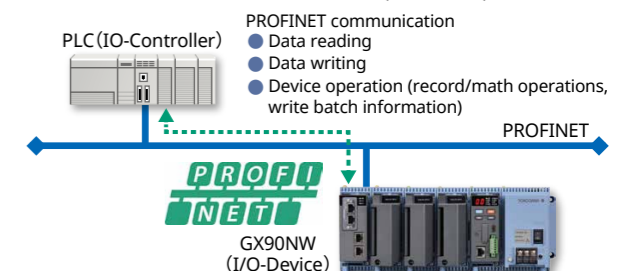 PROFINET communication
PLC(IO-Controller)
● Data reading
● Data writing
● Device operation (record/math operations,
write batch information)
PROFINET
PROFI
NET
GX90NW
(I/O-Device)
YOKOGAWA